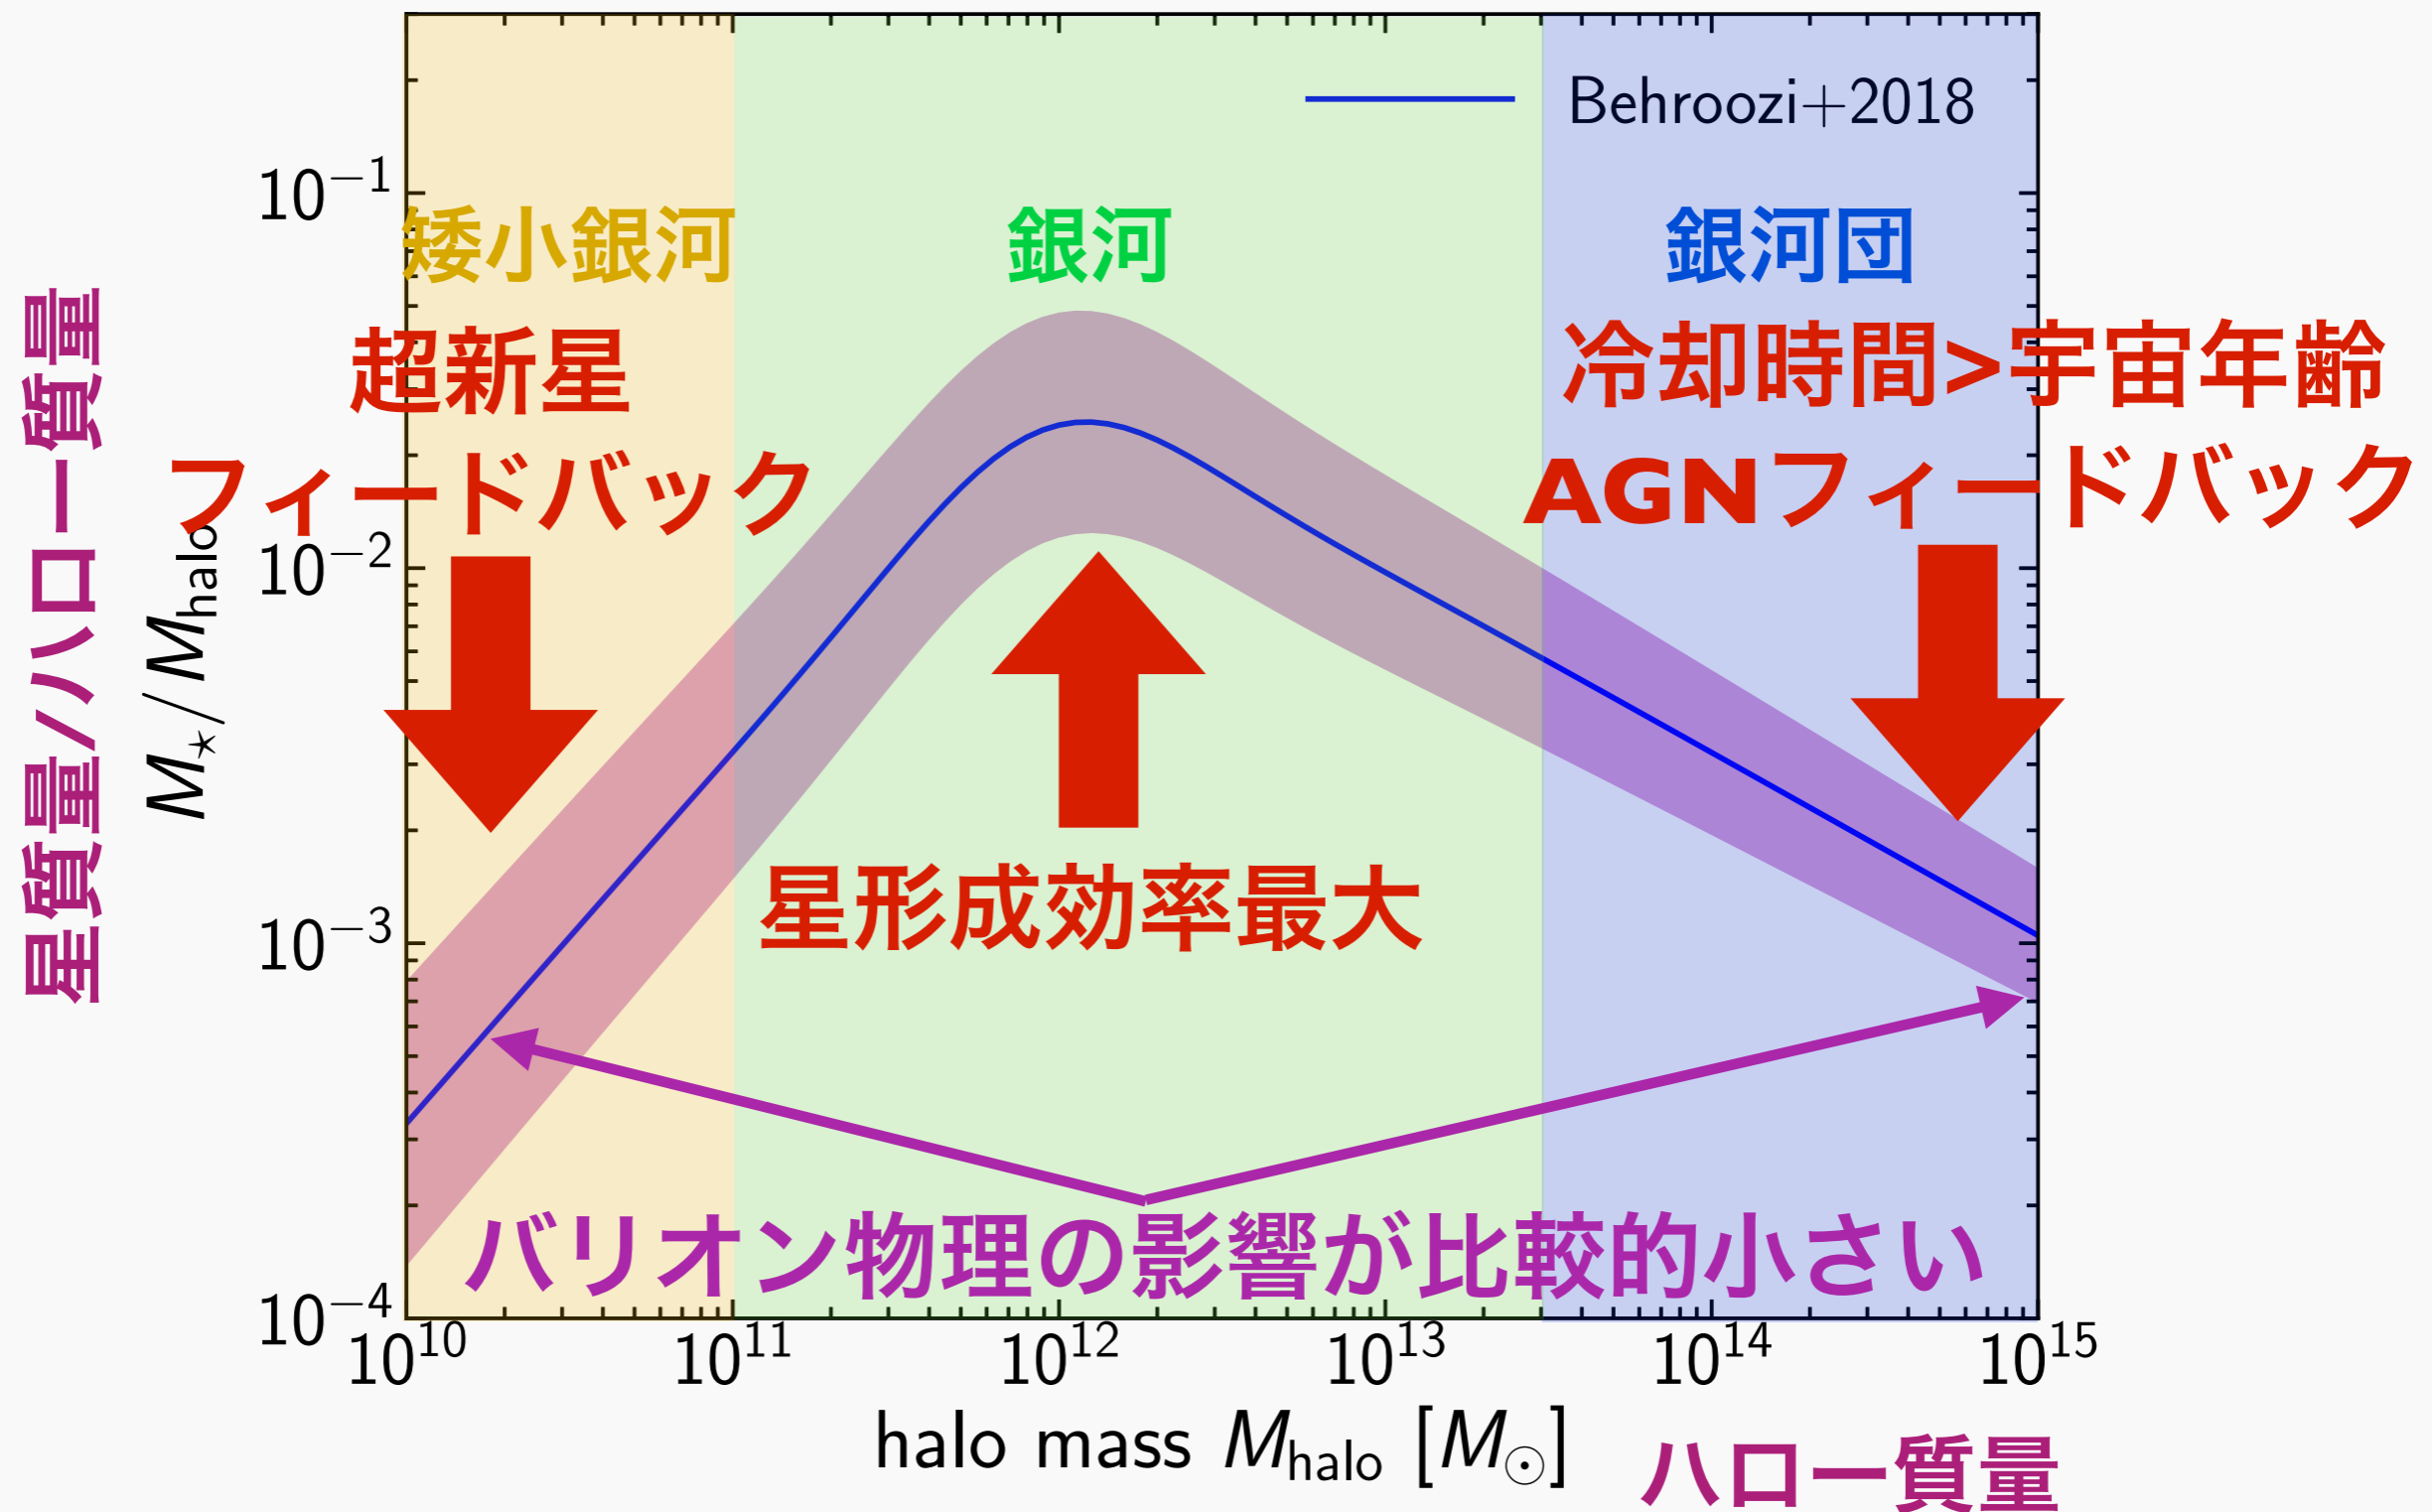 Behroozi+2018
矮小銀河
銀河
銀河団
超新星
フィードバック
冷却時間>宇宙年齢
AGNフィードバック
星形成効率最大
バリオン物理の影響が比較的小さい
星質量/ハロー質量
M⋆/Mhalo
10−1
10−2
10−3
10−4
10^10
10^11
10^12
10^13
10^14
10^15
halo mass Mhalo [M⊙]
ハロー質量